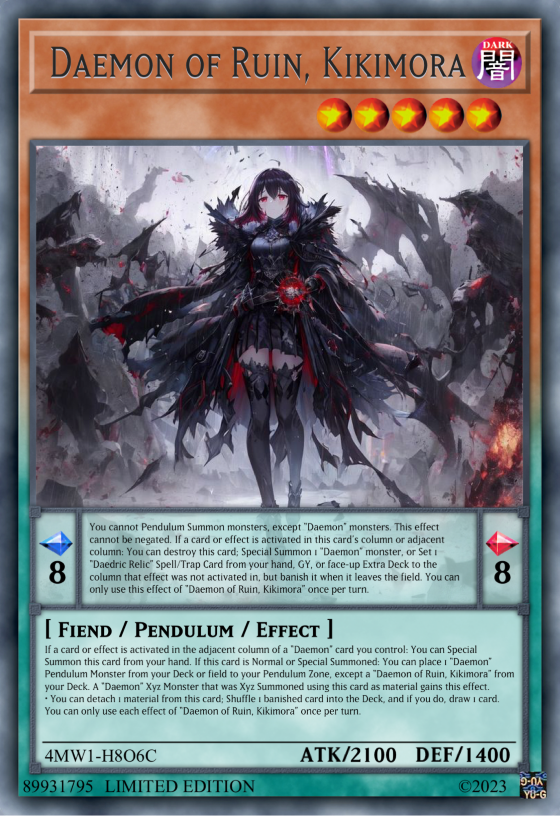 DAEMON OF RUIN, KIKIMORA
DARK
闇
You cannot Pendulum Summon monsters, except "Daemon" monsters. This effect
cannot be negated. If a card or effect is activated in this card's column or adjacent
column: You can destroy this card; Special Summon 1 "Daemon" monster, or Set 1
"Daedric Relic" Spell/Trap Card from your hand, GY, or face-up Extra Deck to the
column that effect was not activated in, but banish it when it leaves the field. You can
only use this effect of "Daemon of Ruin, Kikimora" once per turn.
8
8
[ FIEND / PENDULUM / EFFECT ]
If a card or effect is activated in the adjacent column of a "Daemon" card you control: You can Special
Summon this card from your hand. If this card is Normal or Special Summoned: You can place 1 "Daemon"
Pendulum Monster from your Deck or field to your Pendulum Zone, except a "Daemon of Ruin, Kikimora" from
your Deck. A "Daemon" Xyz Monster that was Xyz Summoned using this card as material gains this effect.
• You can detach 1 material from this card; Shuffle 1 banished card into the Deck, and if you do, draw 1 card.
You can only use each effect of "Daemon of Ruin, Kikimora" once per turn.
4MW1-H8O6C
ATK/2100 DEF/1400
89931795 LIMITED EDITION
©2023
YU-G
YU-G